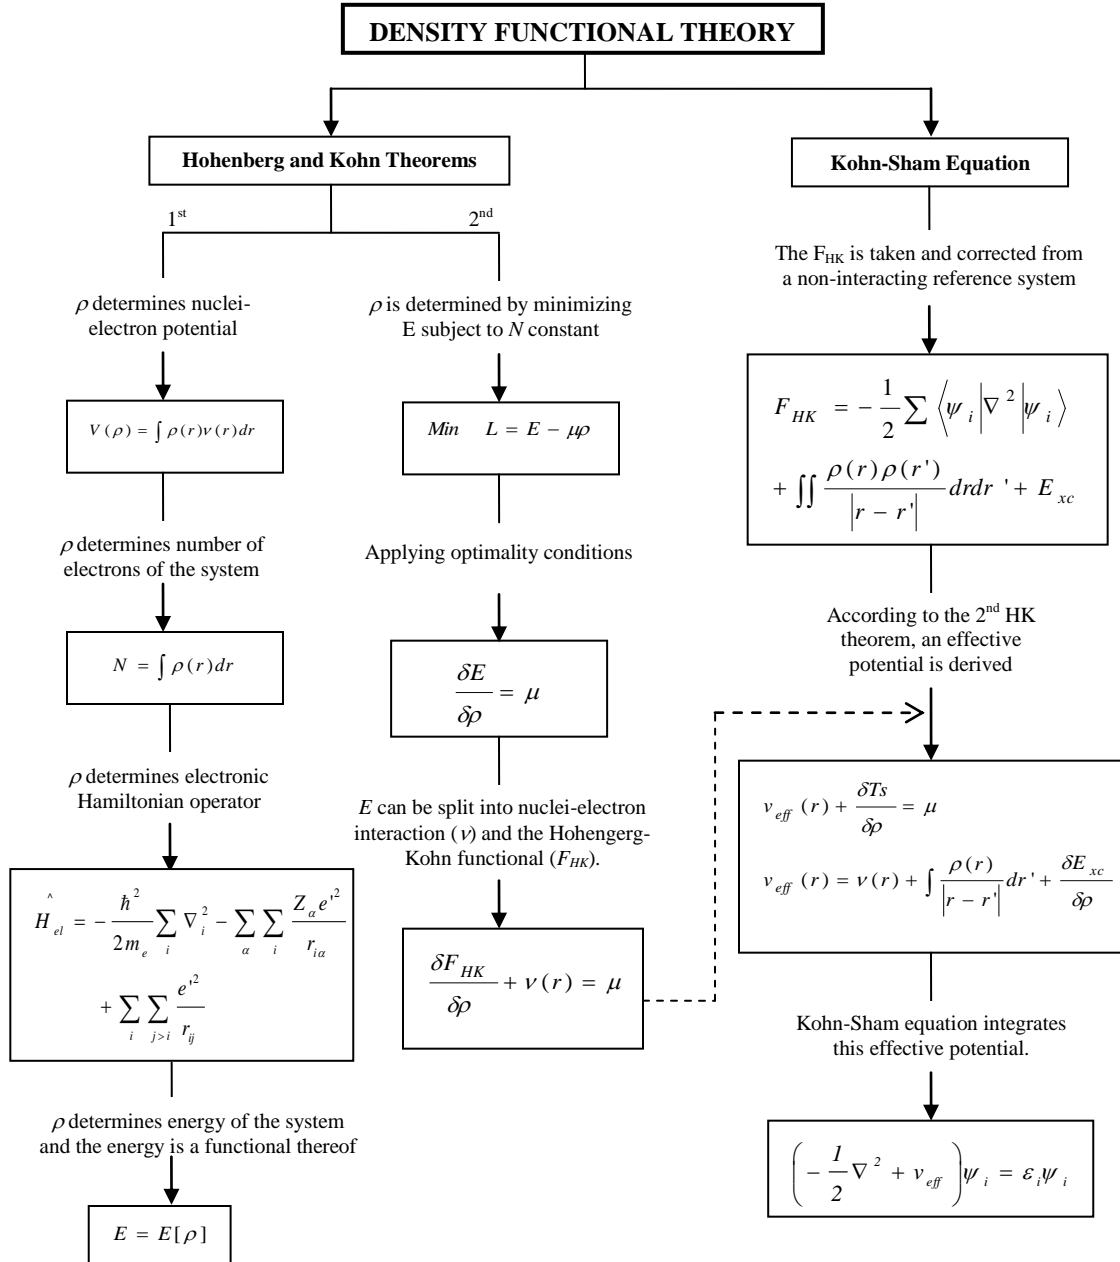 DENSITY FUNCTIONAL THEORY
Hohenberg and Kohn Theorems
1st
2nd
ρ determines nuclei-
electron potential
V(ρ) = ∫ ρ(r)ν(r)dr
ρ determines number of
electrons of the system
N = ∫ ρ(r)dr
ρ determines electronic
Hamiltonian operator
Ĥ_el = − ℏ²/2m_e ∑_i ∇_i² − ∑_α ∑_i Z_α e'²/r_iα
+ ∑_i ∑_j>i e'²/r_ij
ρ determines energy of the system
and the energy is a functional thereof
E = E[ρ]
ρ is determined by minimizing
E subject to N constant
Min L = E − μρ
Applying optimality conditions
δE/δρ = μ
E can be split into nuclei-electron
interaction (ν) and the Hohengerg-
Kohn functional (F_HK).
δF_HK/δρ + ν(r) = μ
Kohn-Sham Equation
The F_HK is taken and corrected from
a non-interacting reference system
F_HK = − 1/2 ∑ ⟨ψ_i|∇²|ψ_i⟩
+ ∬ ρ(r)ρ(r')/|r − r'| drdr' + E_xc
According to the 2nd HK
theorem, an effective
potential is derived
v_eff(r) + δTs/δρ = μ
v_eff(r) = ν(r) + ∫ ρ(r)/|r − r'| dr' + δE_xc/δρ
Kohn-Sham equation integrates
this effective potential.
(− 1/2 ∇² + v_eff)ψ_i = ε_iψ_i